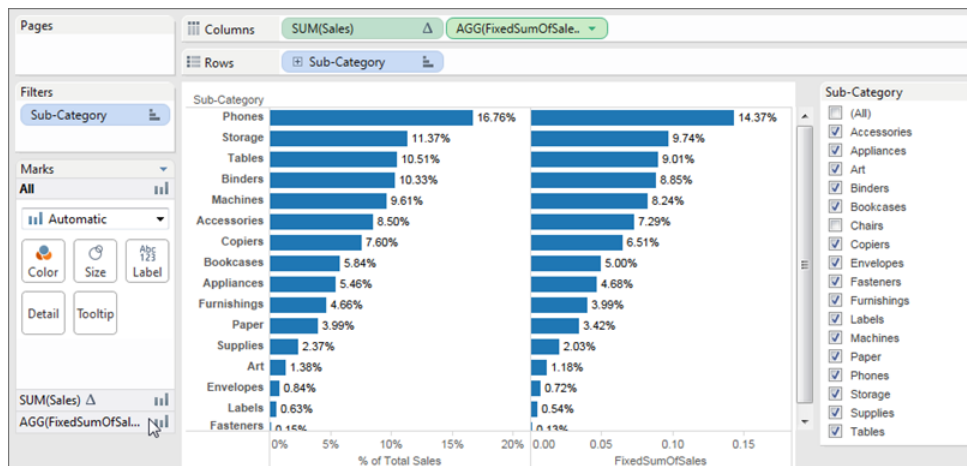 Pages
Columns
SUM(Sales) Δ
AGG(FixedSumOfSale..
Rows
Sub-Category
Filters
Sub-Category
Marks
All
Automatic
Color
Size
Abc
123
Label
Detail
Tooltip
SUM(Sales) Δ
AGG(FixedSumOfSal...
Sub-Category
Phones 16.76% 14.37%
Storage 11.37% 9.74%
Tables 10.51% 9.01%
Binders 10.33% 8.85%
Machines 9.61% 8.24%
Accessories 8.50% 7.29%
Copiers 7.60% 6.51%
Bookcases 5.84% 5.00%
Appliances 5.46% 4.68%
Furnishings 4.66% 3.99%
Paper 3.99% 3.42%
Supplies 2.37% 2.03%
Art 1.38% 1.18%
Envelopes 0.84% 0.72%
Labels 0.63% 0.54%
Fasteners 0.15% 0.13%
0% 5% 10% 15% 20% 0.00 0.05 0.10 0.15
% of Total Sales FixedSumOfSales
Sub-Category
(All)
Accessories
Appliances
Art
Binders
Bookcases
Chairs
Copiers
Envelopes
Fasteners
Furnishings
Labels
Machines
Paper
Phones
Storage
Supplies
Tables